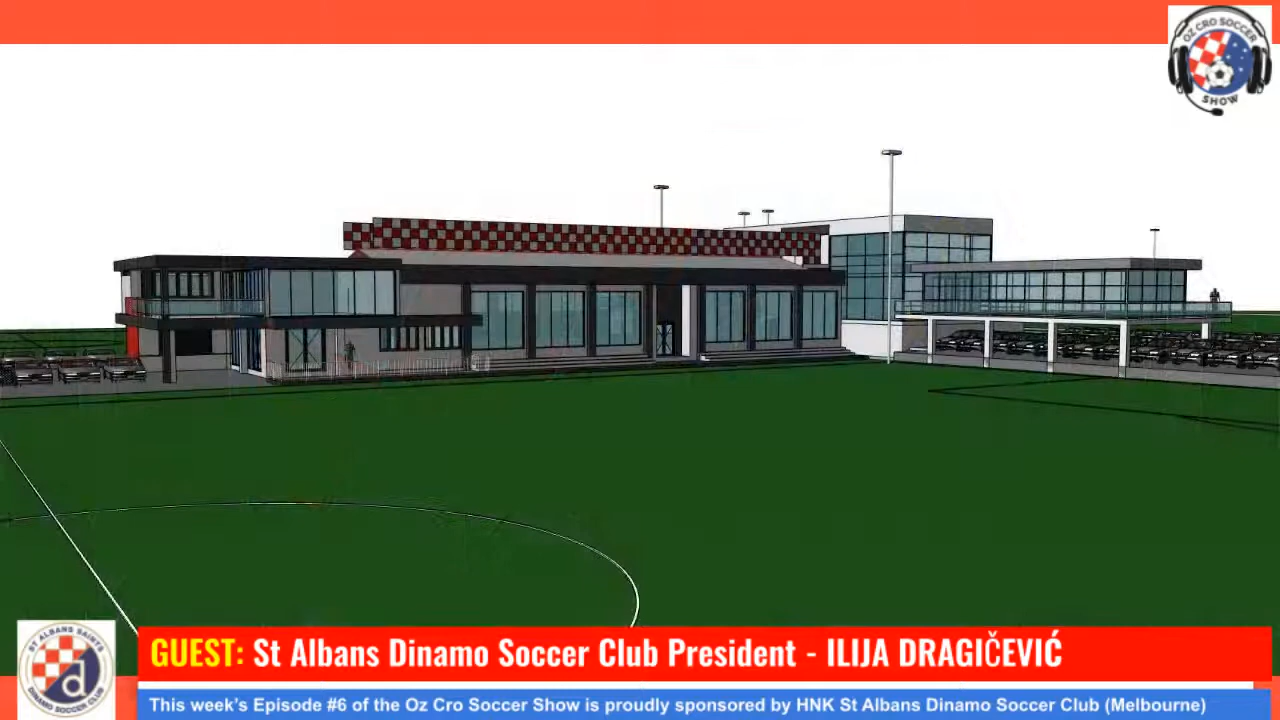 OZ CRO SOCCER
SHOW
GUEST: St Albans Dinamo Soccer Club President - ILIJA DRAGIČEVIĆ
ST ALBANS SAINTS
d
DINAMO SOCCER CLUB
This week's Episode #6 of the Oz Cro Soccer Show is proudly sponsored by HNK St Albans Dinamo Soccer Club (Melbourne)